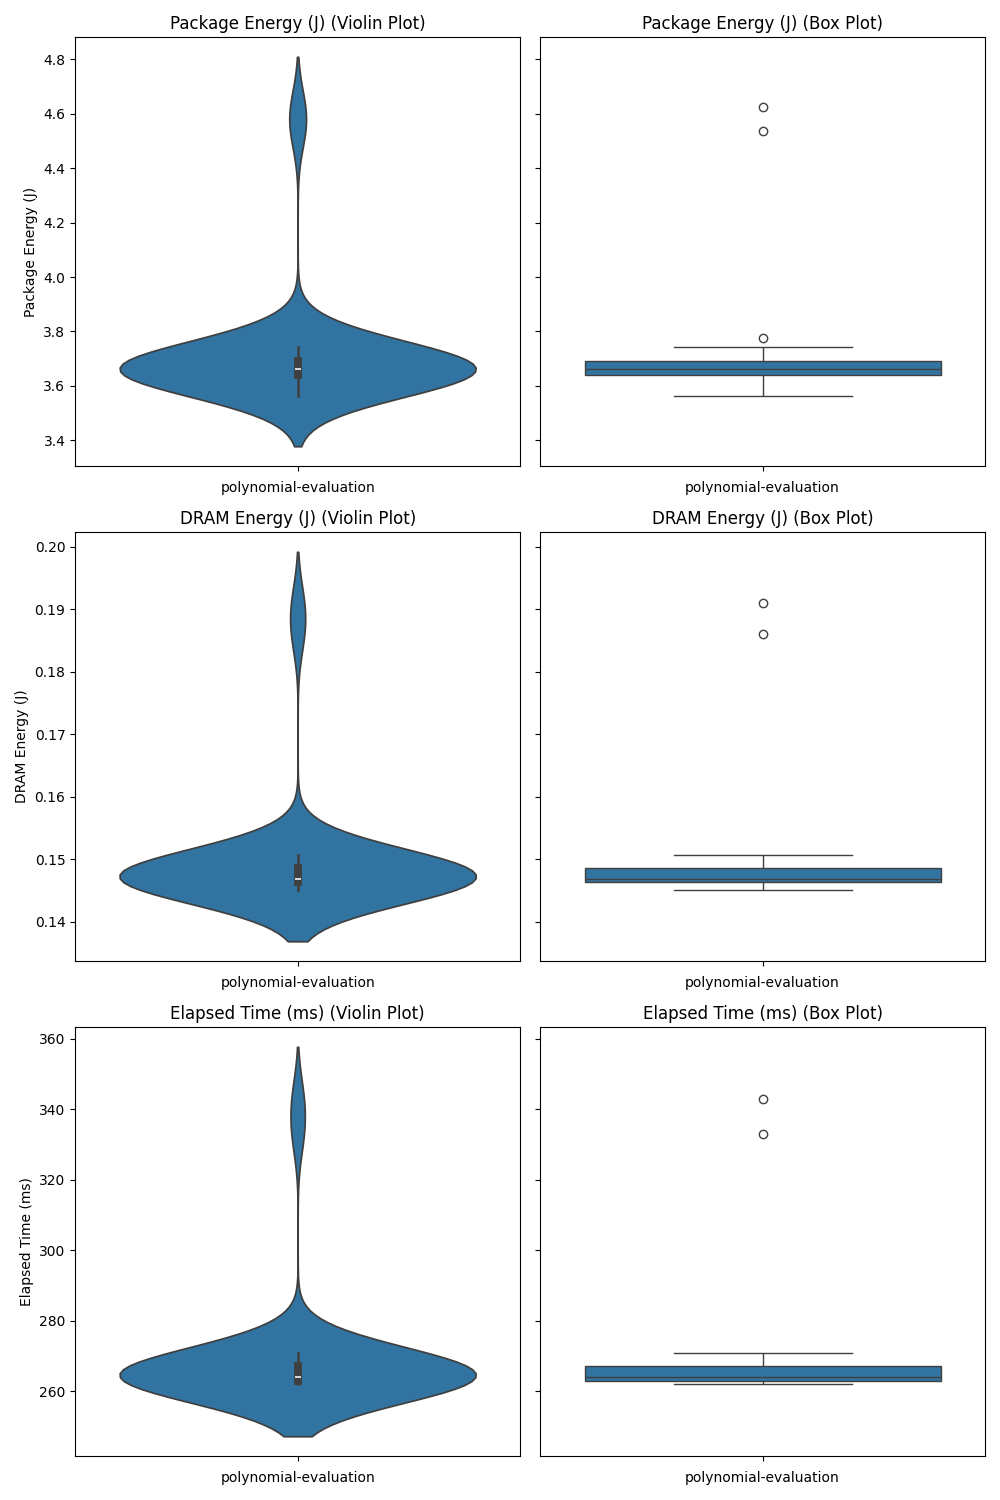 Package Energy (J) (Violin Plot)
Package Energy (J) (Box Plot)
4.8
4.6
4.4
4.2
4.0
3.8
3.6
3.4
Package Energy (J)
polynomial-evaluation
polynomial-evaluation
DRAM Energy (J) (Violin Plot)
DRAM Energy (J) (Box Plot)
0.20
0.19
0.18
0.17
0.16
0.15
0.14
DRAM Energy (J)
polynomial-evaluation
polynomial-evaluation
Elapsed Time (ms) (Violin Plot)
Elapsed Time (ms) (Box Plot)
360
340
320
300
280
260
Elapsed Time (ms)
polynomial-evaluation
polynomial-evaluation